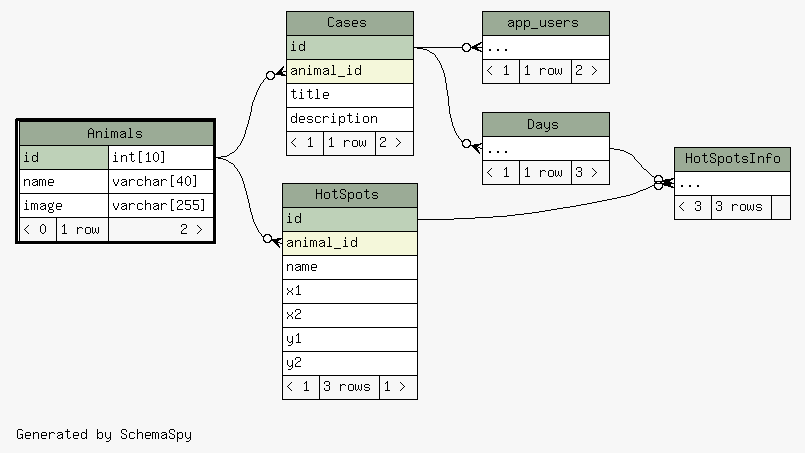 Animals
id int[10]
name varchar[40]
image varchar[255]
< 0 1 row 2 >
Cases
id
animal_id
title
description
< 1 1 row 2 >
HotSpots
id
animal_id
name
x1
x2
y1
y2
< 1 3 rows 1 >
app_users
...
< 1 1 row 2 >
Days
...
< 1 1 row 3 >
HotSpotsInfo
...
< 3 3 rows
Generated by SchemaSpy